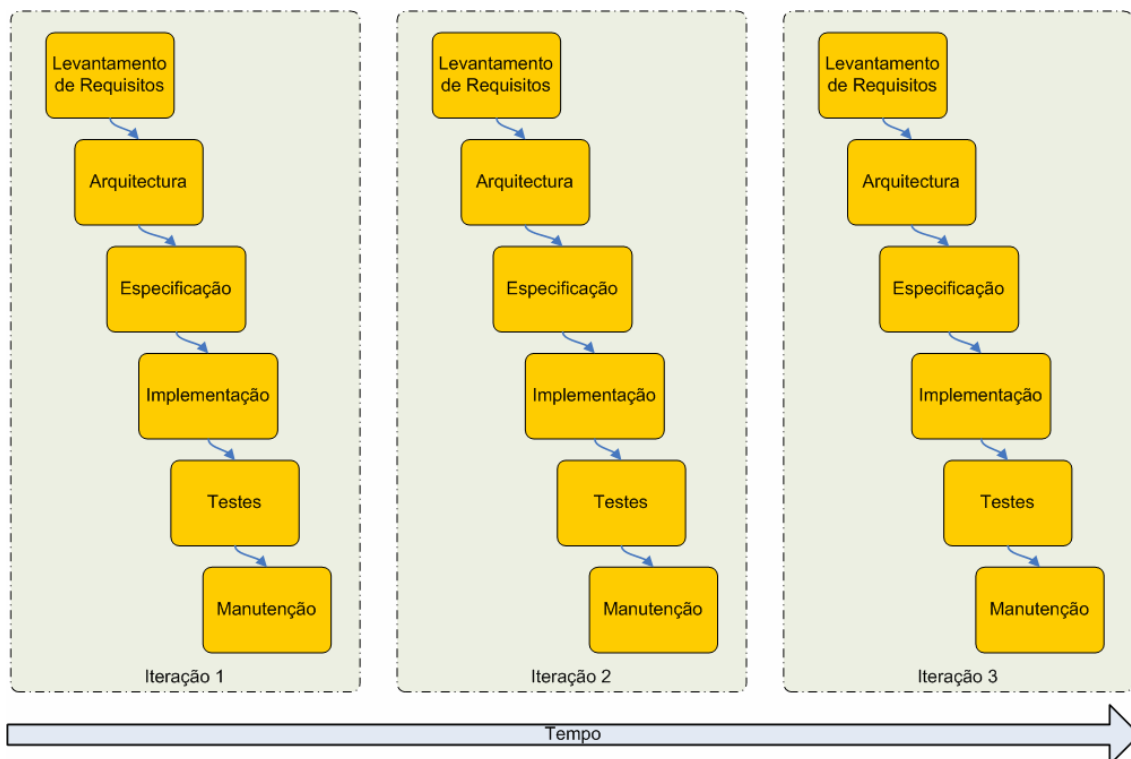 Levantamento
de Requisitos
Arquitectura
Especificação
Implementação
Testes
Manutenção
Iteração 1
Levantamento
de Requisitos
Arquitectura
Especificação
Implementação
Testes
Manutenção
Iteração 2
Levantamento
de Requisitos
Arquitectura
Especificação
Implementação
Testes
Manutenção
Iteração 3
Tempo